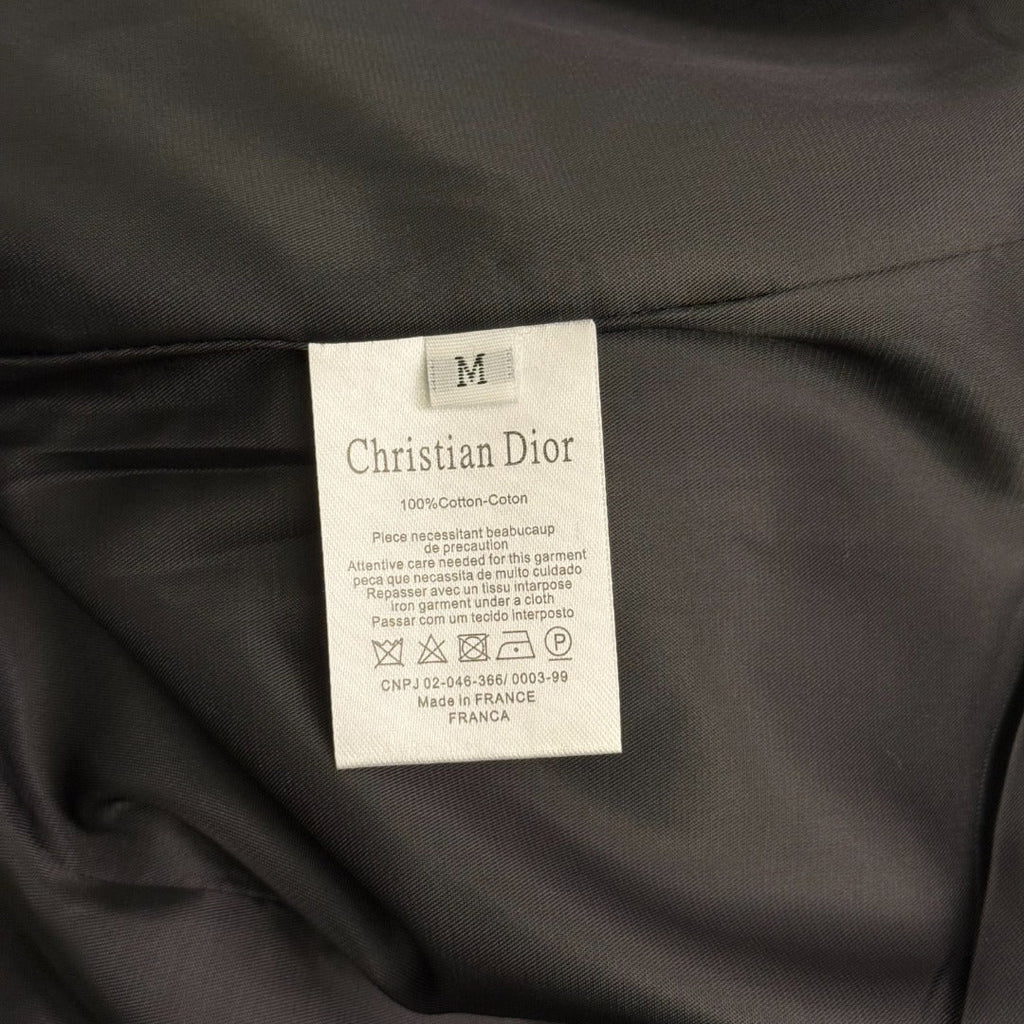 M
Christian Dior
100%Cotton-Coton
Piece necessitant beabucaup
de precaution
Attentive care needed for this garment
peca que necassita de muito cuidado
Repasser avec un tissu intarpose
iron garment under a cloth
Passar com um tecido interposto
P
CNPJ 02-046-366/ 0003-99
Made in FRANCE
FRANCA